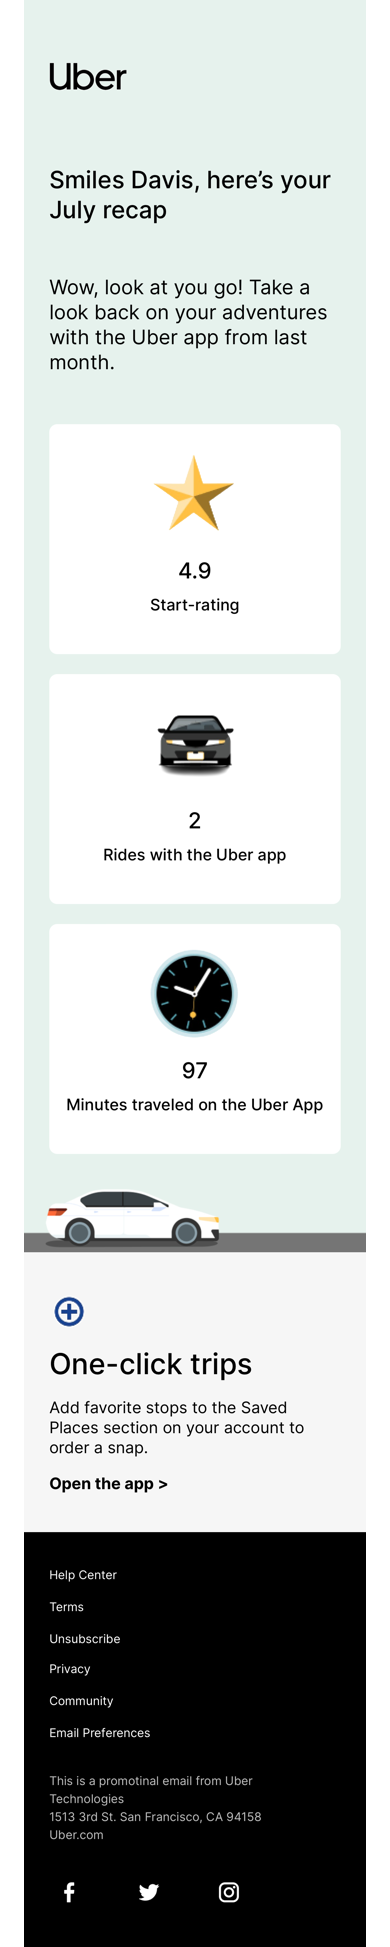 Uber
Smiles Davis, here’s your
July recap
Wow, look at you go! Take a
look back on your adventures
with the Uber app from last
month.
4.9
Start-rating
2
Rides with the Uber app
97
Minutes traveled on the Uber App
One-click trips
Add favorite stops to the Saved
Places section on your account to
order a snap.
Open the app >
Help Center
Terms
Unsubscribe
Privacy
Community
Email Preferences
This is a promotinal email from Uber
Technologies
1513 3rd St. San Francisco, CA 94158
Uber.com